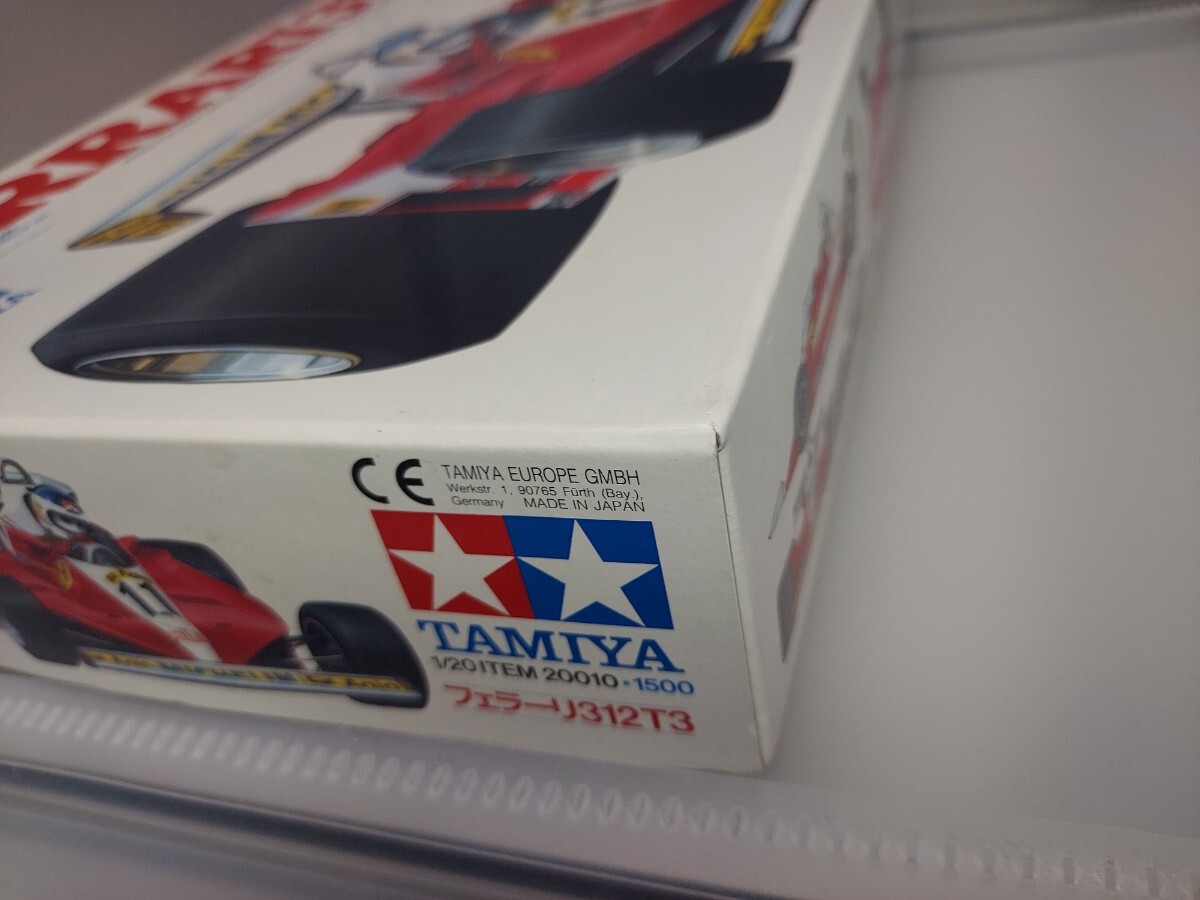 CE TAMIYA EUROPE GMBH
Werkstr. 1, 90765 Fürth (Bay.),
Germany MADE IN JAPAN
TAMIYA
1/20 ITEM 20010・1500
フェラーリ312T3
11